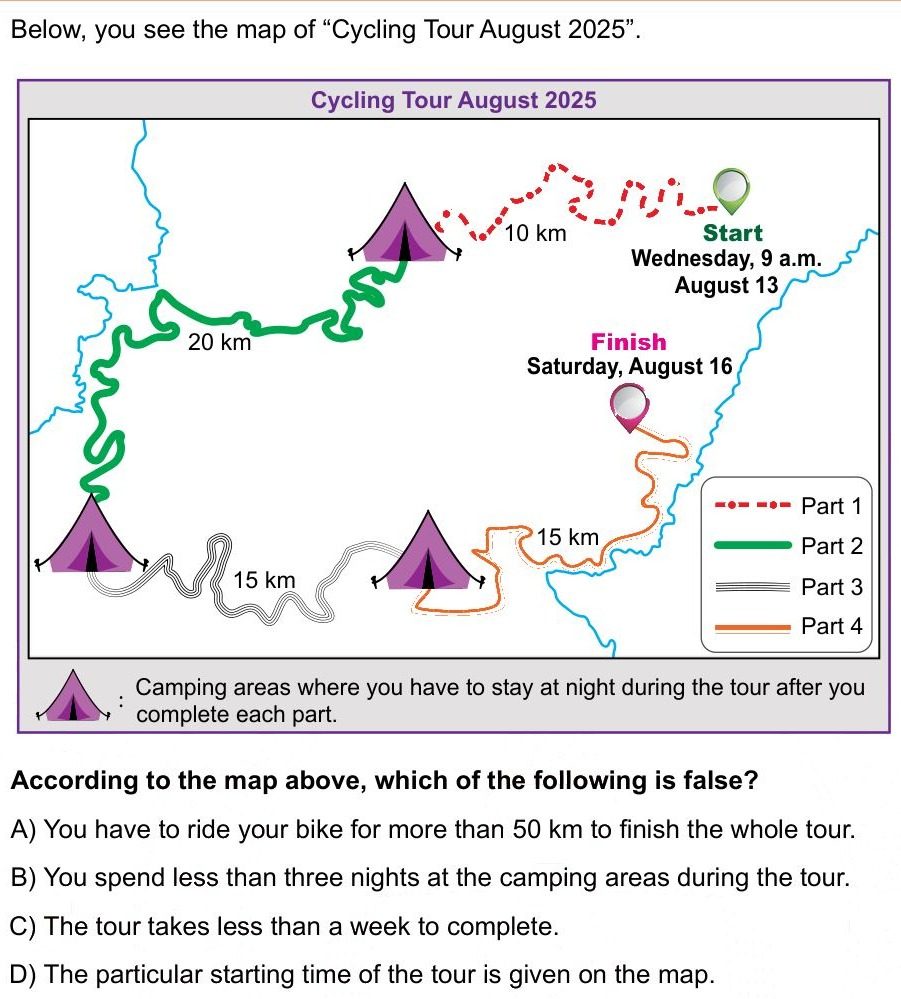 Below, you see the map of “Cycling Tour August 2025”.
Cycling Tour August 2025
10 km
Start
Wednesday, 9 a.m.
August 13
20 km
Finish
Saturday, August 16
15 km
15 km
Part 1
Part 2
Part 3
Part 4
: Camping areas where you have to stay at night during the tour after you
complete each part.
According to the map above, which of the following is false?
A) You have to ride your bike for more than 50 km to finish the whole tour.
B) You spend less than three nights at the camping areas during the tour.
C) The tour takes less than a week to complete.
D) The particular starting time of the tour is given on the map.